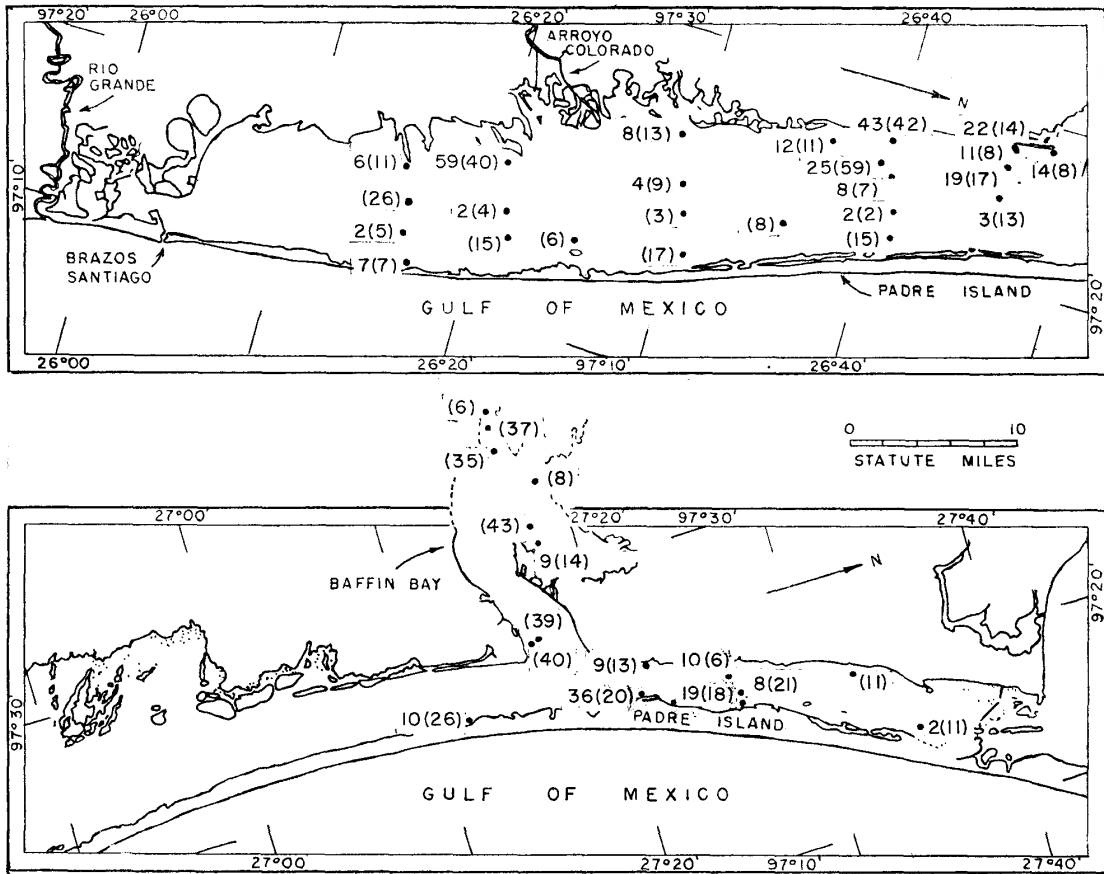 97°20' 26°00' 26°20' 97°30' 26°40'
ARROYO
COLORADO
RIO
GRANDE
N
8(13) 43(42) 22(14)
12(11) 11(8)
6(11) 59(40) 25(59) 19(17) 14(8)
4(9) 8(7)
97°10'
(26) 2(4) (3) (8) 2(2) 3(13)
2(5) (15) (6) (15)
7(7) (17)
BRAZOS
SANTIAGO
PADRE ISLAND
97°20'
GULF OF MEXICO
26°00' 26°20' 97°10' 26°40'
(6)
(37)
(35)
(8)
0 10
STATUTE MILES
27°00' (43) 27°20' 97°30' 27°40'
9(14)
BAFFIN BAY
N
97°20'
(39)
(40) 9(13) 10(6)
8(21) (11)
36(20) 19(18)
97°30'
10(26) PADRE ISLAND 2(11)
GULF OF MEXICO
27°00' 27°20' 97°10' 27°40'